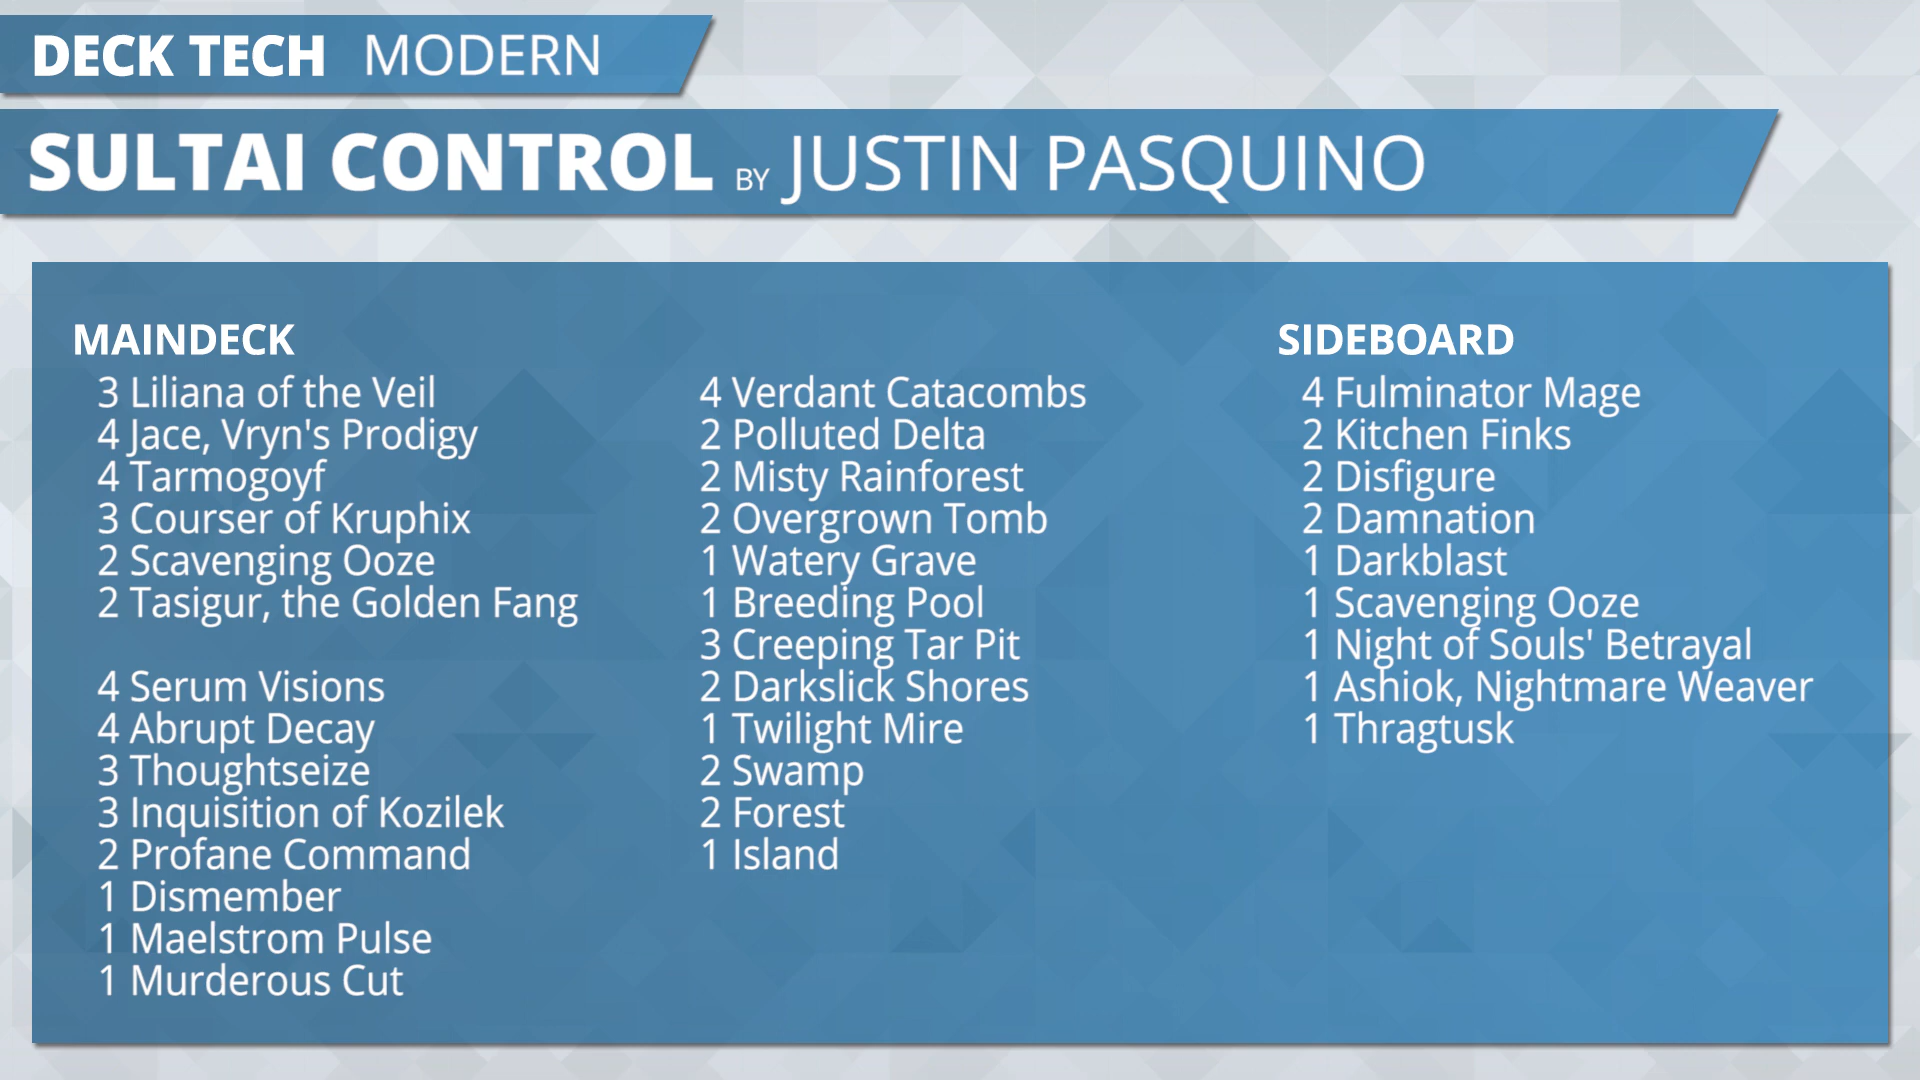 DECK TECH MODERN
SULTAI CONTROL BY JUSTIN PASQUINO
MAINDECK
3 Liliana of the Veil
4 Jace, Vryn's Prodigy
4 Tarmogoyf
3 Courser of Kruphix
2 Scavenging Ooze
2 Tasigur, the Golden Fang
4 Serum Visions
4 Abrupt Decay
3 Thoughtseize
3 Inquisition of Kozilek
2 Profane Command
1 Dismember
1 Maelstrom Pulse
1 Murderous Cut
4 Verdant Catacombs
2 Polluted Delta
2 Misty Rainforest
2 Overgrown Tomb
1 Watery Grave
1 Breeding Pool
3 Creeping Tar Pit
2 Darkslick Shores
1 Twilight Mire
2 Swamp
2 Forest
1 Island
SIDEBOARD
4 Fulminator Mage
2 Kitchen Finks
2 Disfigure
2 Damnation
1 Darkblast
1 Scavenging Ooze
1 Night of Souls' Betrayal
1 Ashiok, Nightmare Weaver
1 Thragtusk